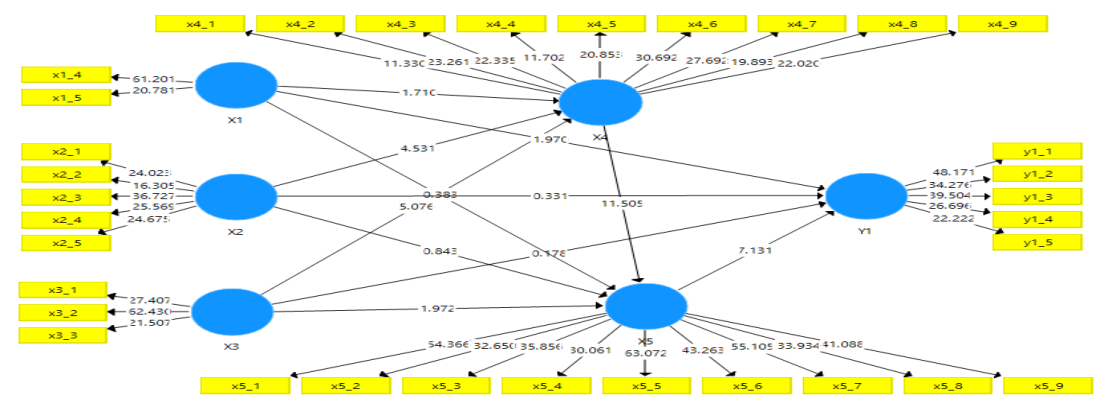 x4_1 x4_2 x4_3 x4_4 x4_5 x4_6 x4_7 x4_8 x4_9
11.330 23.261 22.335 11.702 20.853 30.692 27.692 19.893 22.020
x1_4 61.201
x1_5 20.781
X1
1.710
X4
1.970
4.531
x2_1 24.023
x2_2 16.305
x2_3 36.727
x2_4 25.569
x2_5 24.675
X2
0.383 0.331
5.076 11.505
y1_1 48.171
y1_2 34.276
y1_3 39.504
y1_4 26.696
y1_5 22.222
Y1
0.843 0.178 7.131
x3_1 27.407
x3_2 62.430
x3_3 21.507
X3
1.972
X5
54.366 32.650 35.856 30.061 63.072 43.263 55.105 33.934 41.088
x5_1 x5_2 x5_3 x5_4 x5_5 x5_6 x5_7 x5_8 x5_9